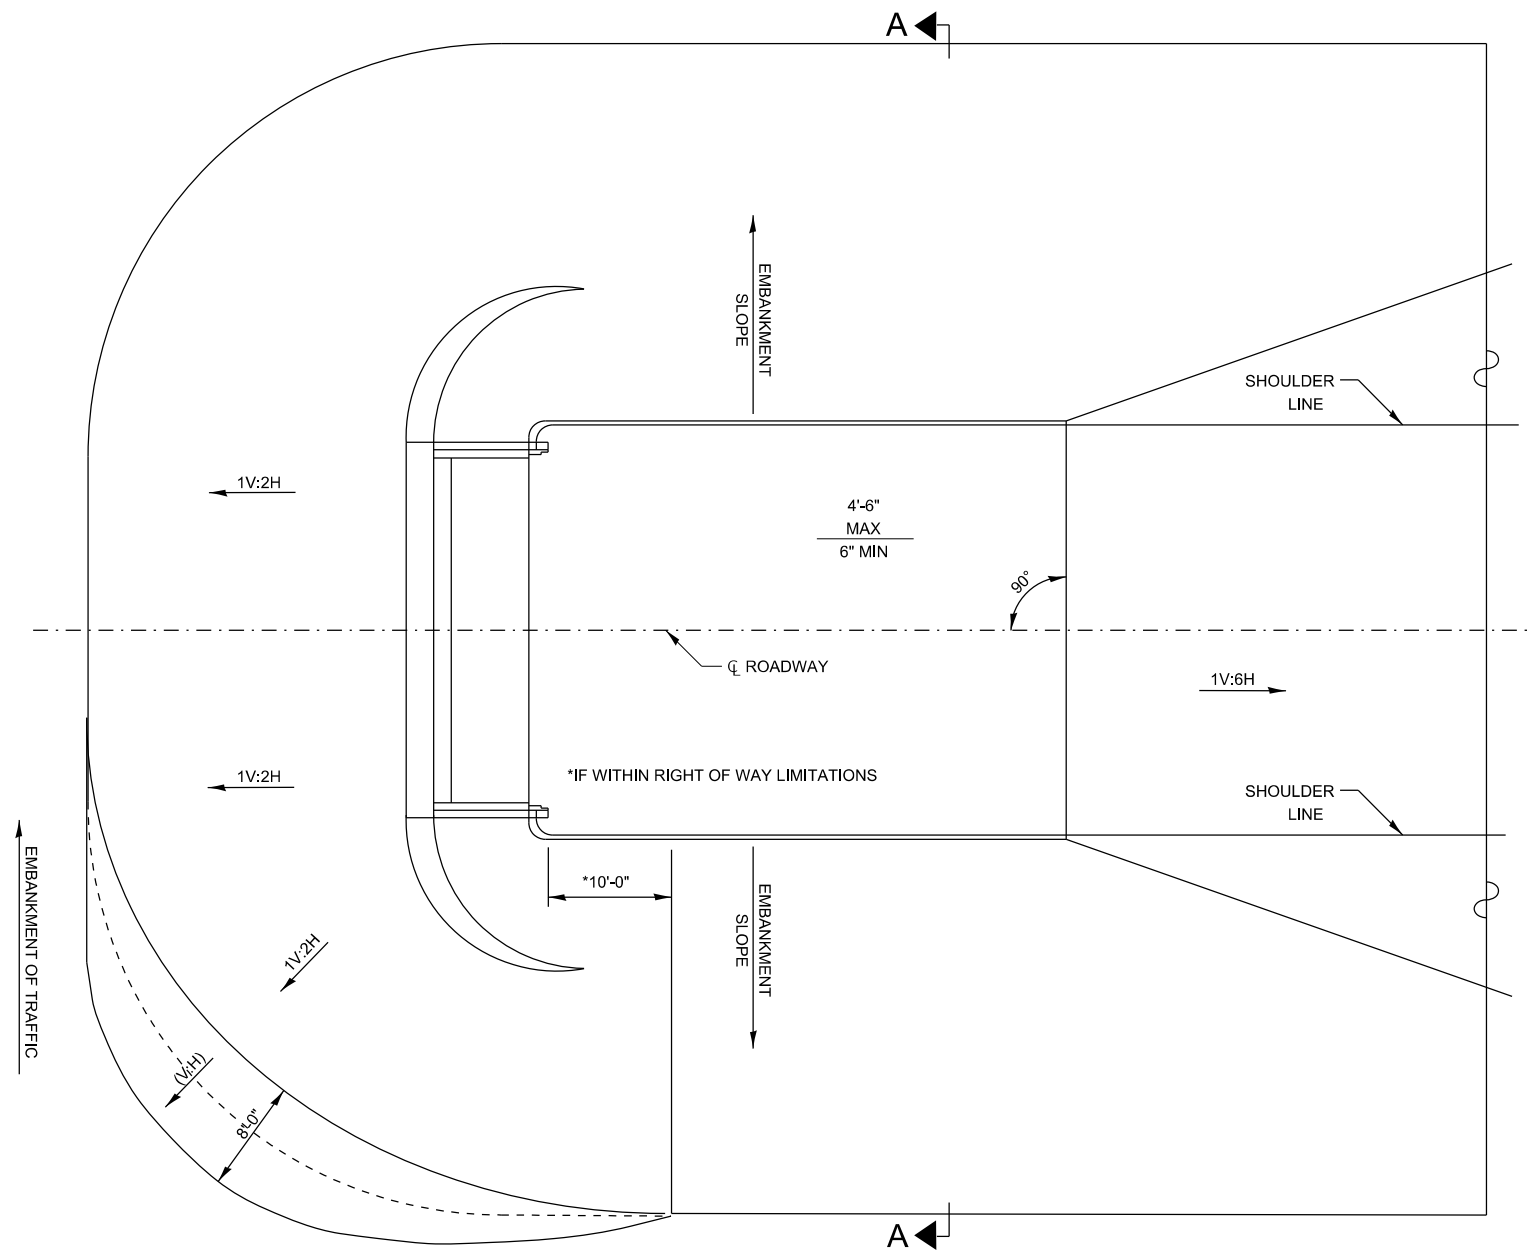 A
EMBANKMENT
SLOPE
SHOULDER
LINE
1V:2H
4'-6"
MAX
6" MIN
90°
℄ ROADWAY
1V:6H
1V:2H
*IF WITHIN RIGHT OF WAY LIMITATIONS
SHOULDER
LINE
*10'-0"
EMBANKMENT
SLOPE
EMBANKMENT OF TRAFFIC
1V:2H
(V:H)
8'-0"
A